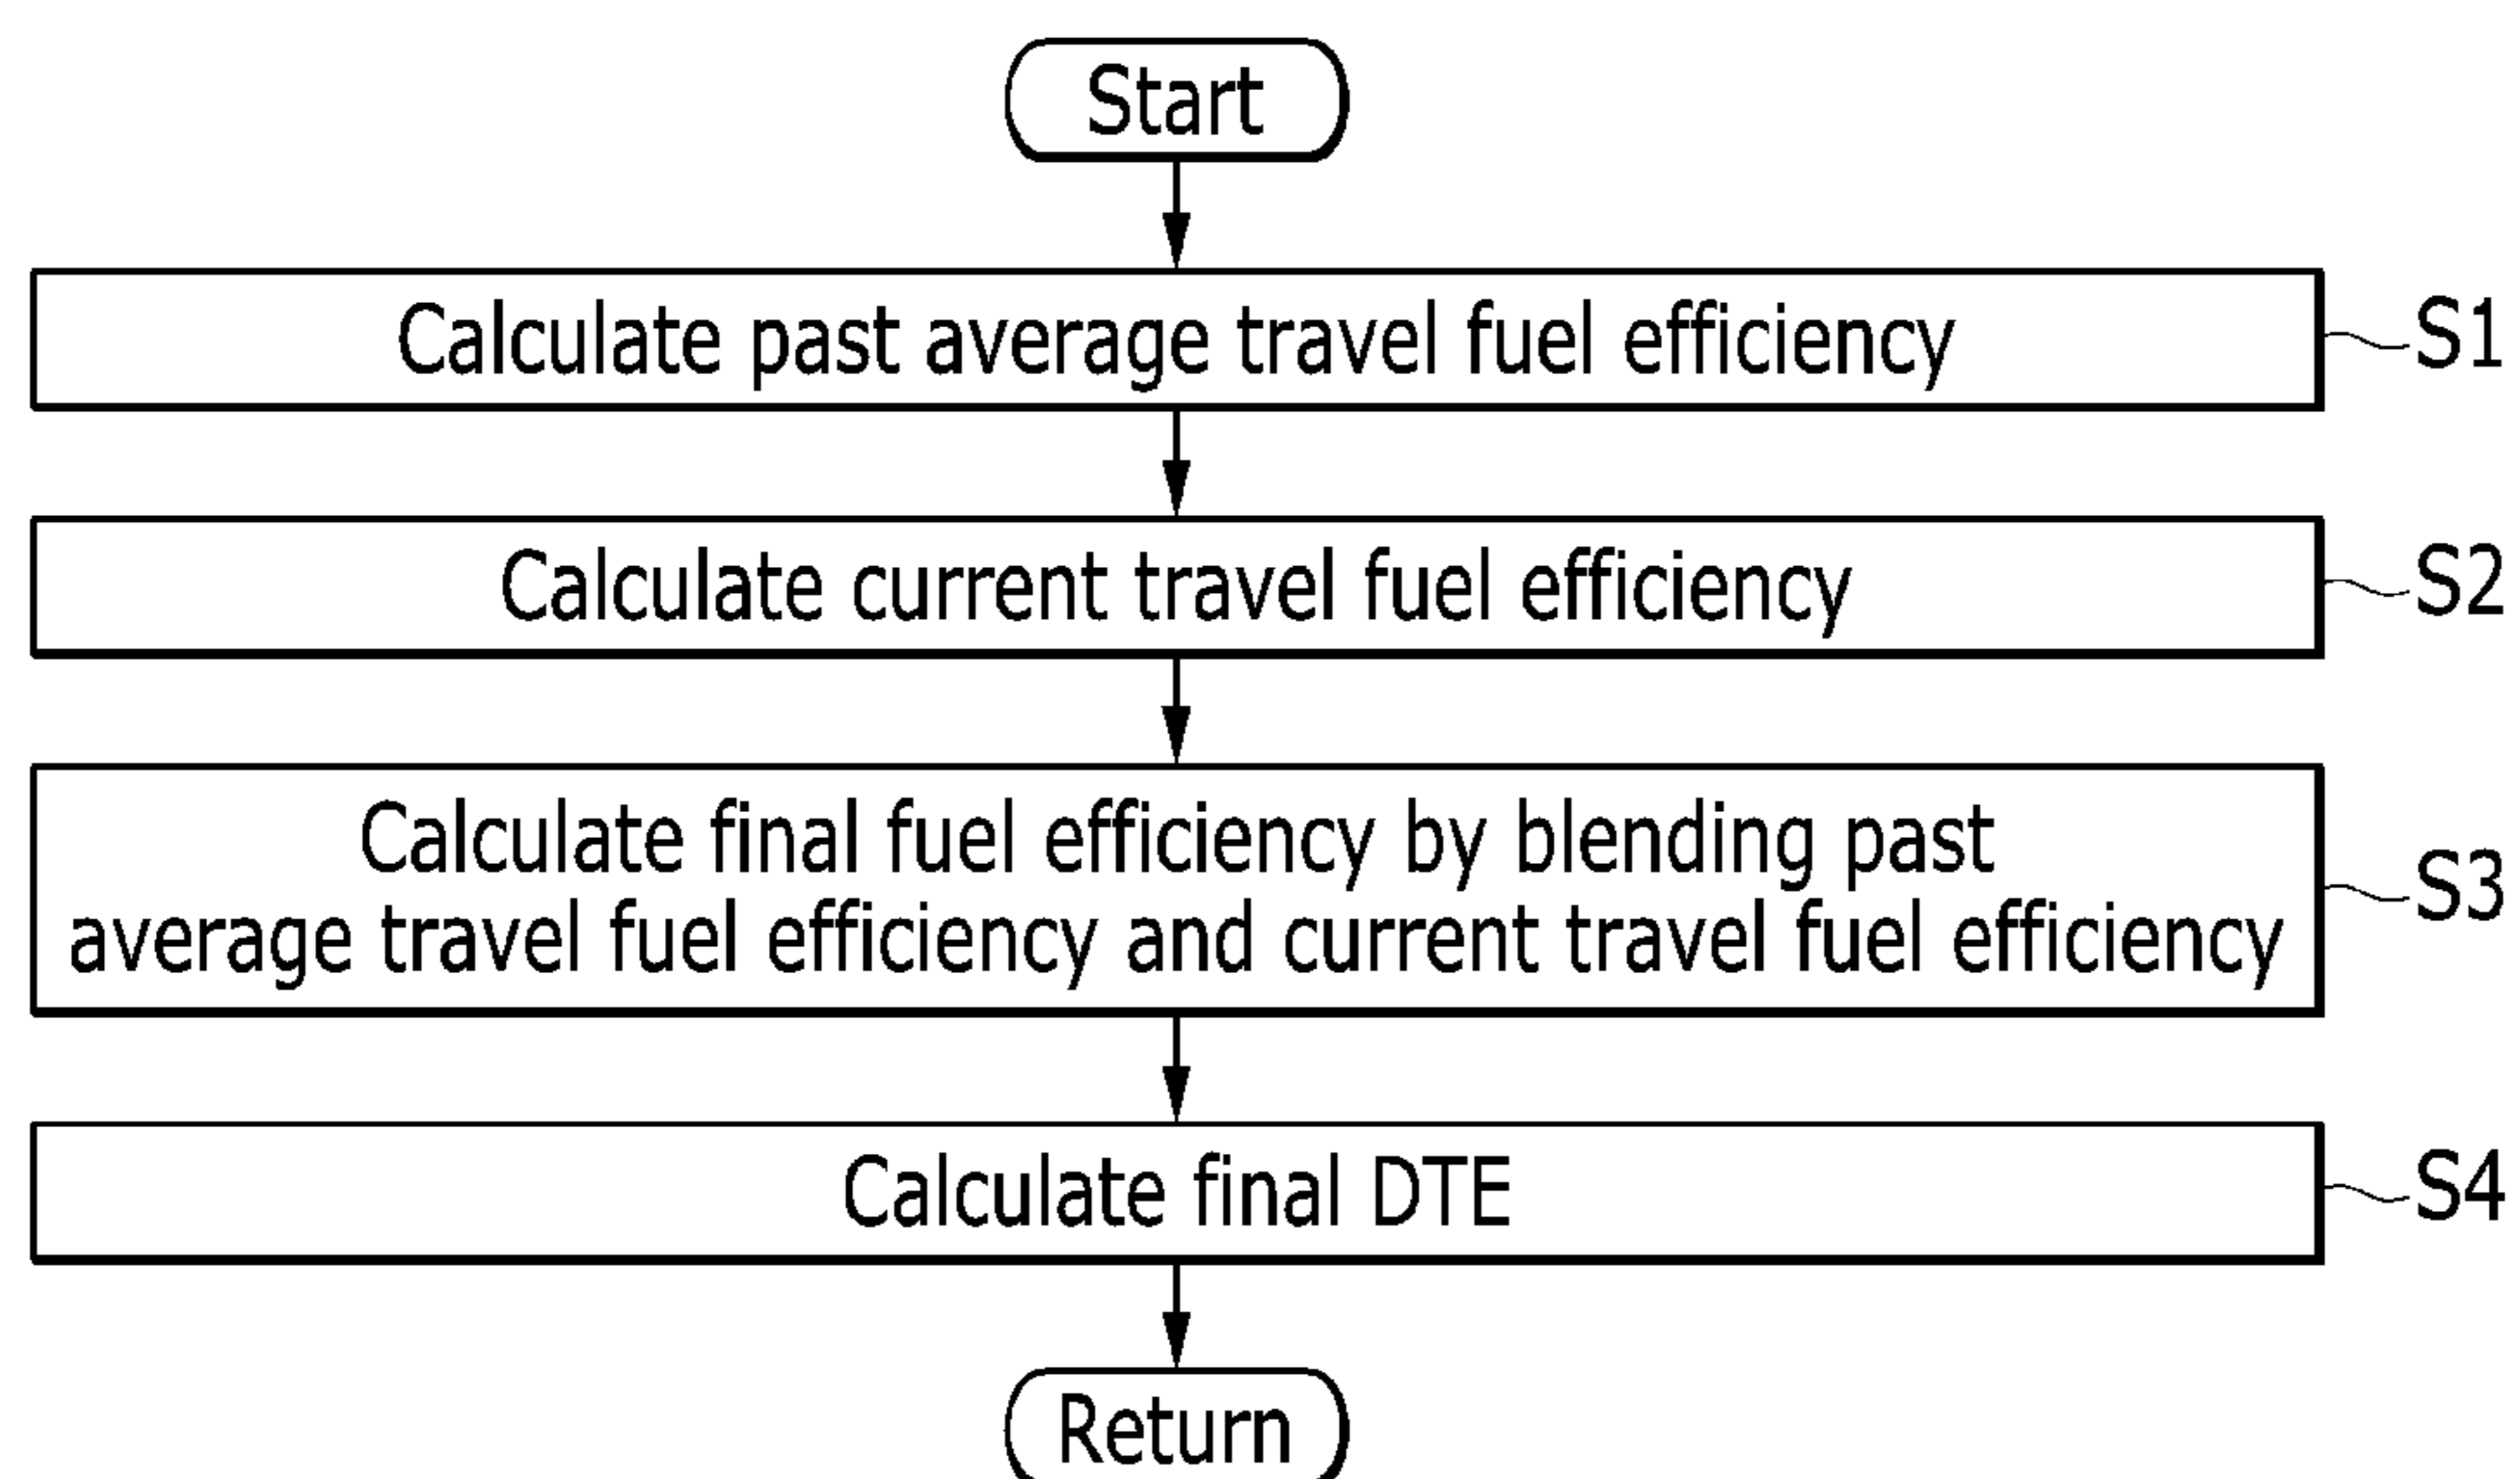 Start
Calculate past average travel fuel efficiency
S1
Calculate current travel fuel efficiency
S2
Calculate final fuel efficiency by blending past
average travel fuel efficiency and current travel fuel efficiency
S3
Calculate final DTE
S4
Return